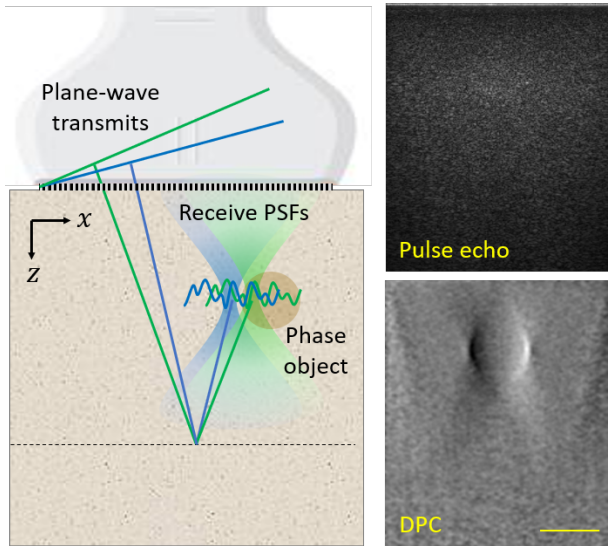 Plane-wave
transmits
Receive PSFs
x
z
Phase
object
Pulse echo
DPC